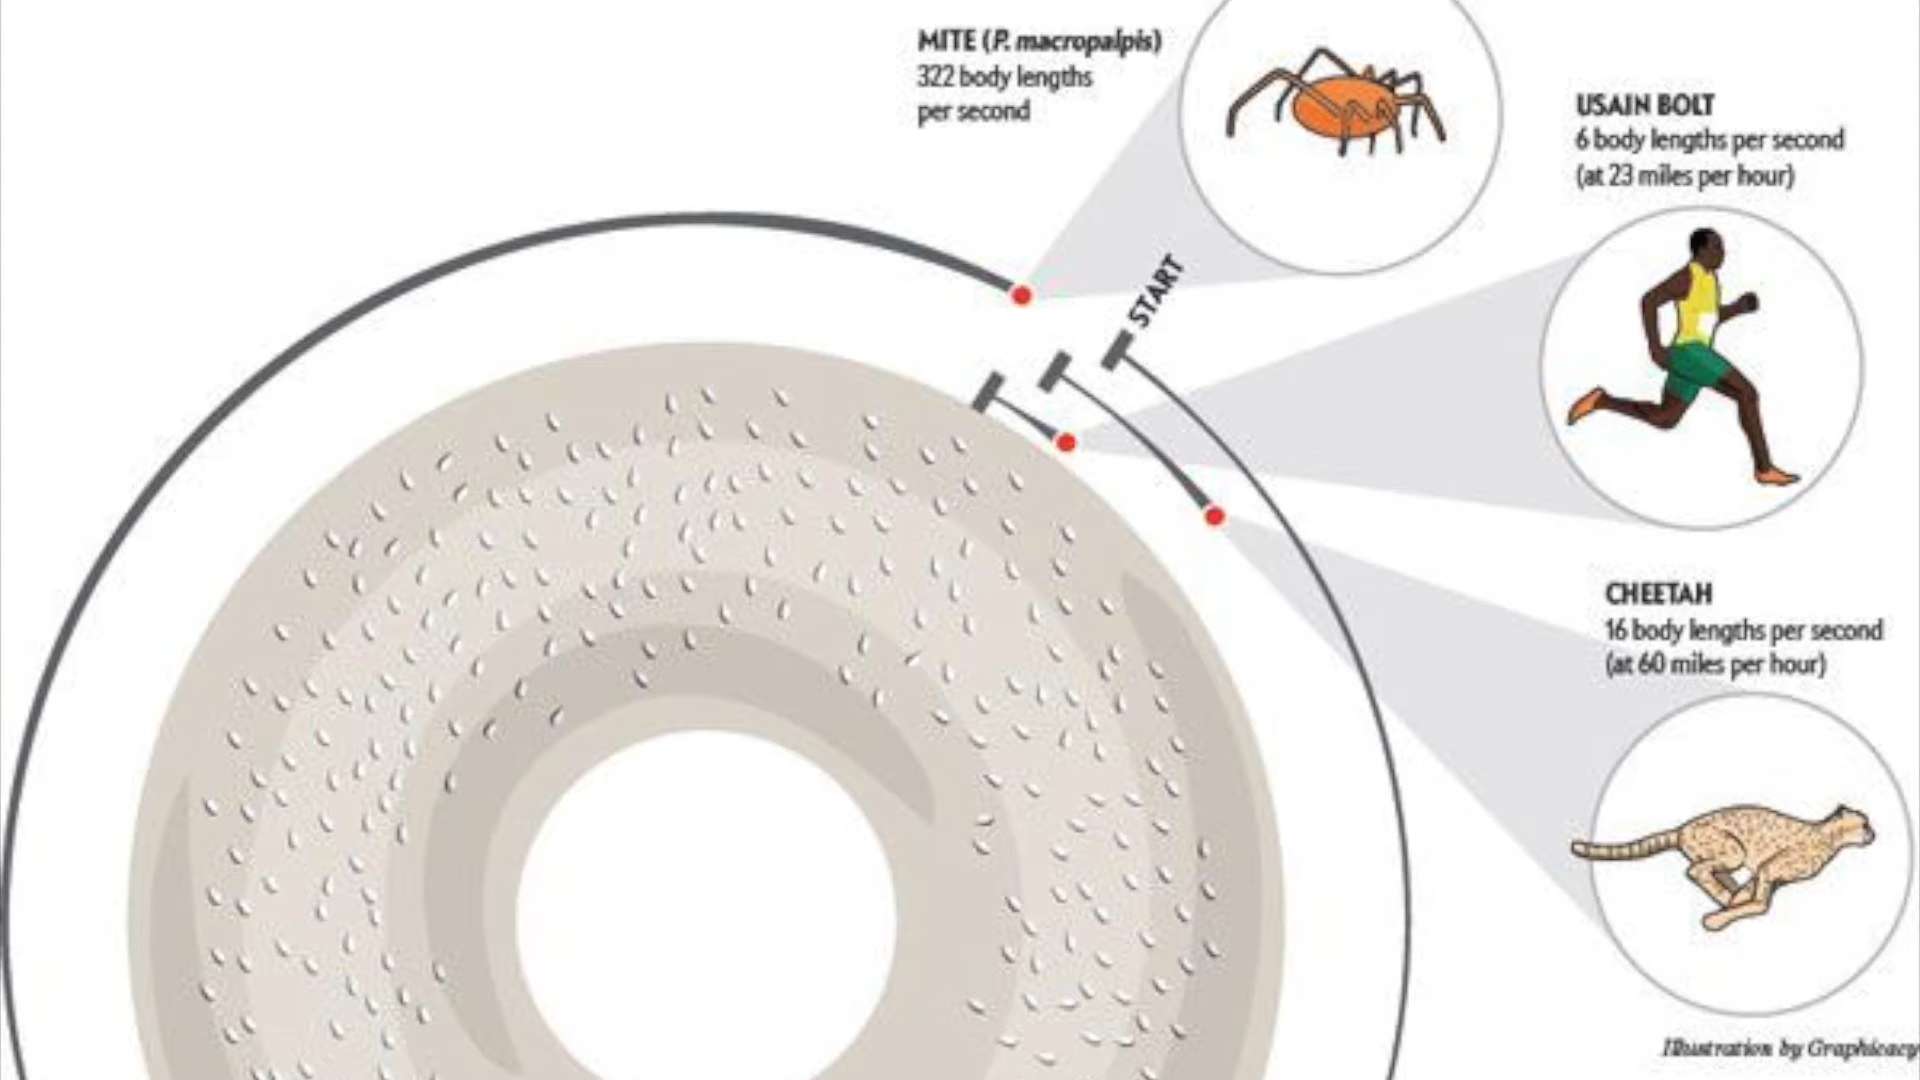 MITE (P. macropalpis)
322 body lengths
per second
USAIN BOLT
6 body lengths per second
(at 23 miles per hour)
START
CHEETAH
16 body lengths per second
(at 60 miles per hour)
Illustration by Graphicacy